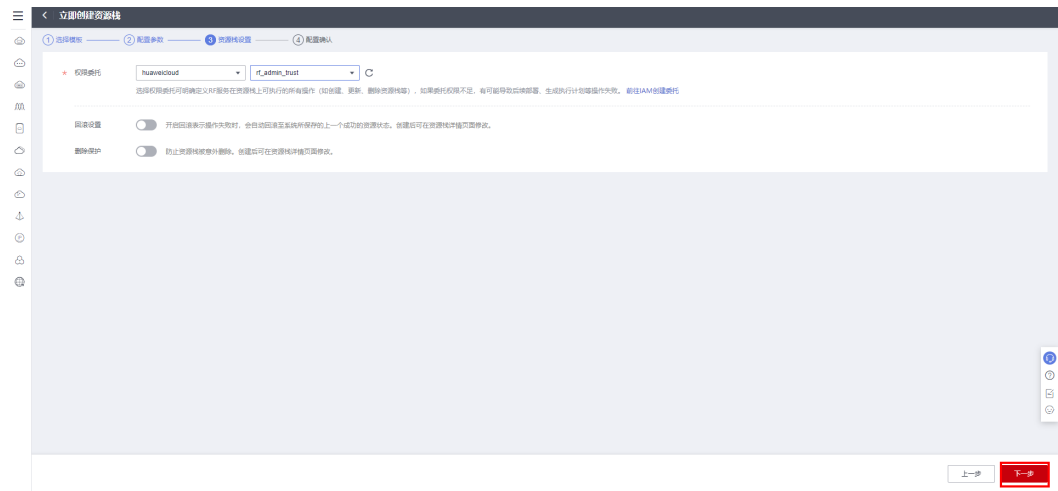 立即创建资源栈
1 选择模板 2 配置参数 3 资源栈设置 4 配置确认
* 权限委托 huaweicloud rf_admin_trust
选择权限委托可明确定义RF服务在资源栈上可执行的所有操作（如创建、更新、删除资源栈等），如果委托权限不足，有可能导致后续部署、生成执行计划等操作失败。 前往IAM创建委托
回滚设置 开启回滚表示操作失败时，会自动回滚至系统所保存的上一个成功的资源状态。创建后可在资源栈详情页面修改。
删除保护 防止资源栈被意外删除。创建后可在资源栈详情页面修改。
上一步 下一步